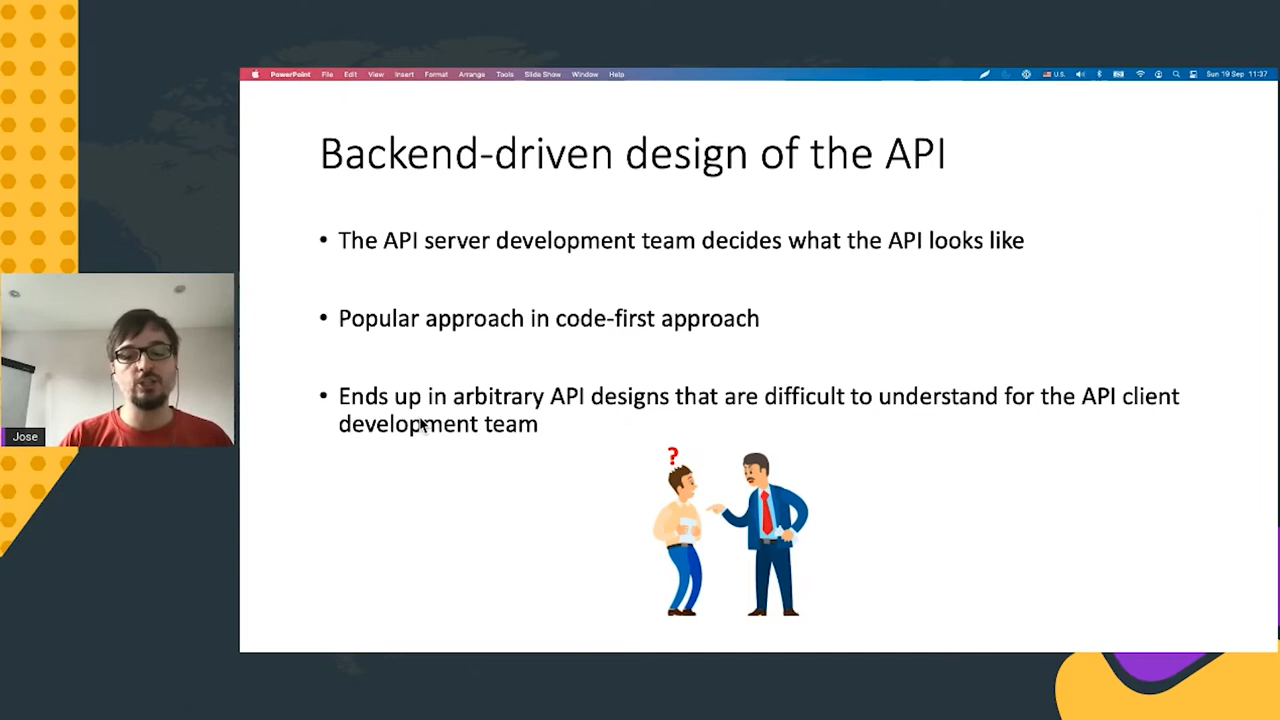 PowerPoint File Edit View Insert Format Arrange Tools Slide Show Window Help U.S. Sun 19 Sep 11:37
Backend-driven design of the API
• The API server development team decides what the API looks like
• Popular approach in code-first approach
• Ends up in arbitrary API designs that are difficult to understand for the API client
development team
?
Jose